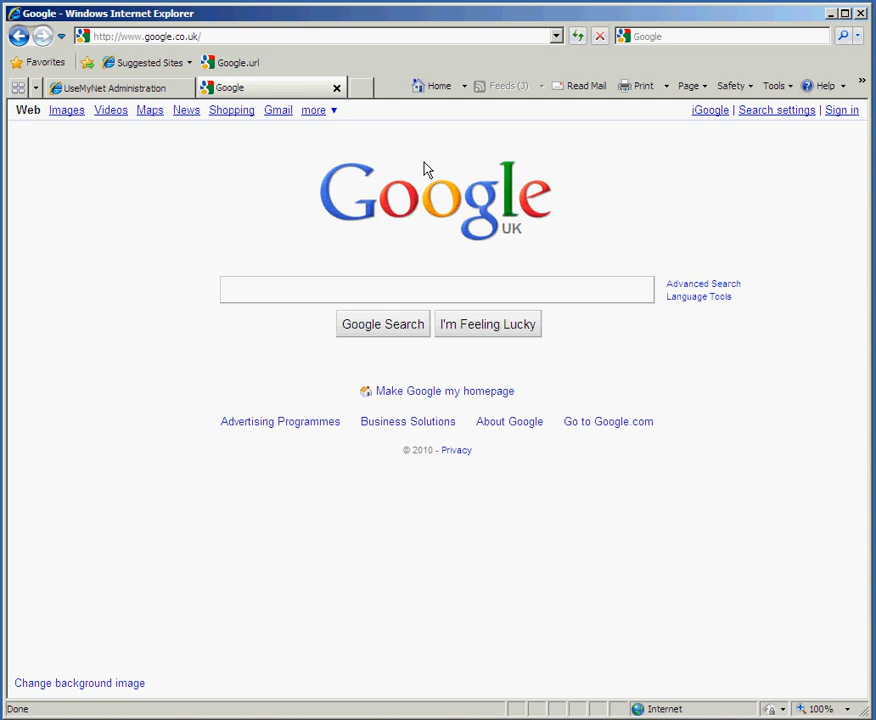 Google - Windows Internet Explorer
http://www.google.co.uk/
Google
Favorites
Suggested Sites
Google.url
UseMyNet Administration
Google
Home
Feeds (J)
Read Mail
Print
Page
Safety
Tools
Help
»
Web Images Videos Maps News Shopping Gmail more ▼
iGoogle | Search settings | Sign in
Google
UK
Advanced Search
Language Tools
Google Search
I'm Feeling Lucky
Make Google my homepage
Advertising Programmes Business Solutions About Google Go to Google.com
© 2010 - Privacy
Change background image
Done
Internet
100%